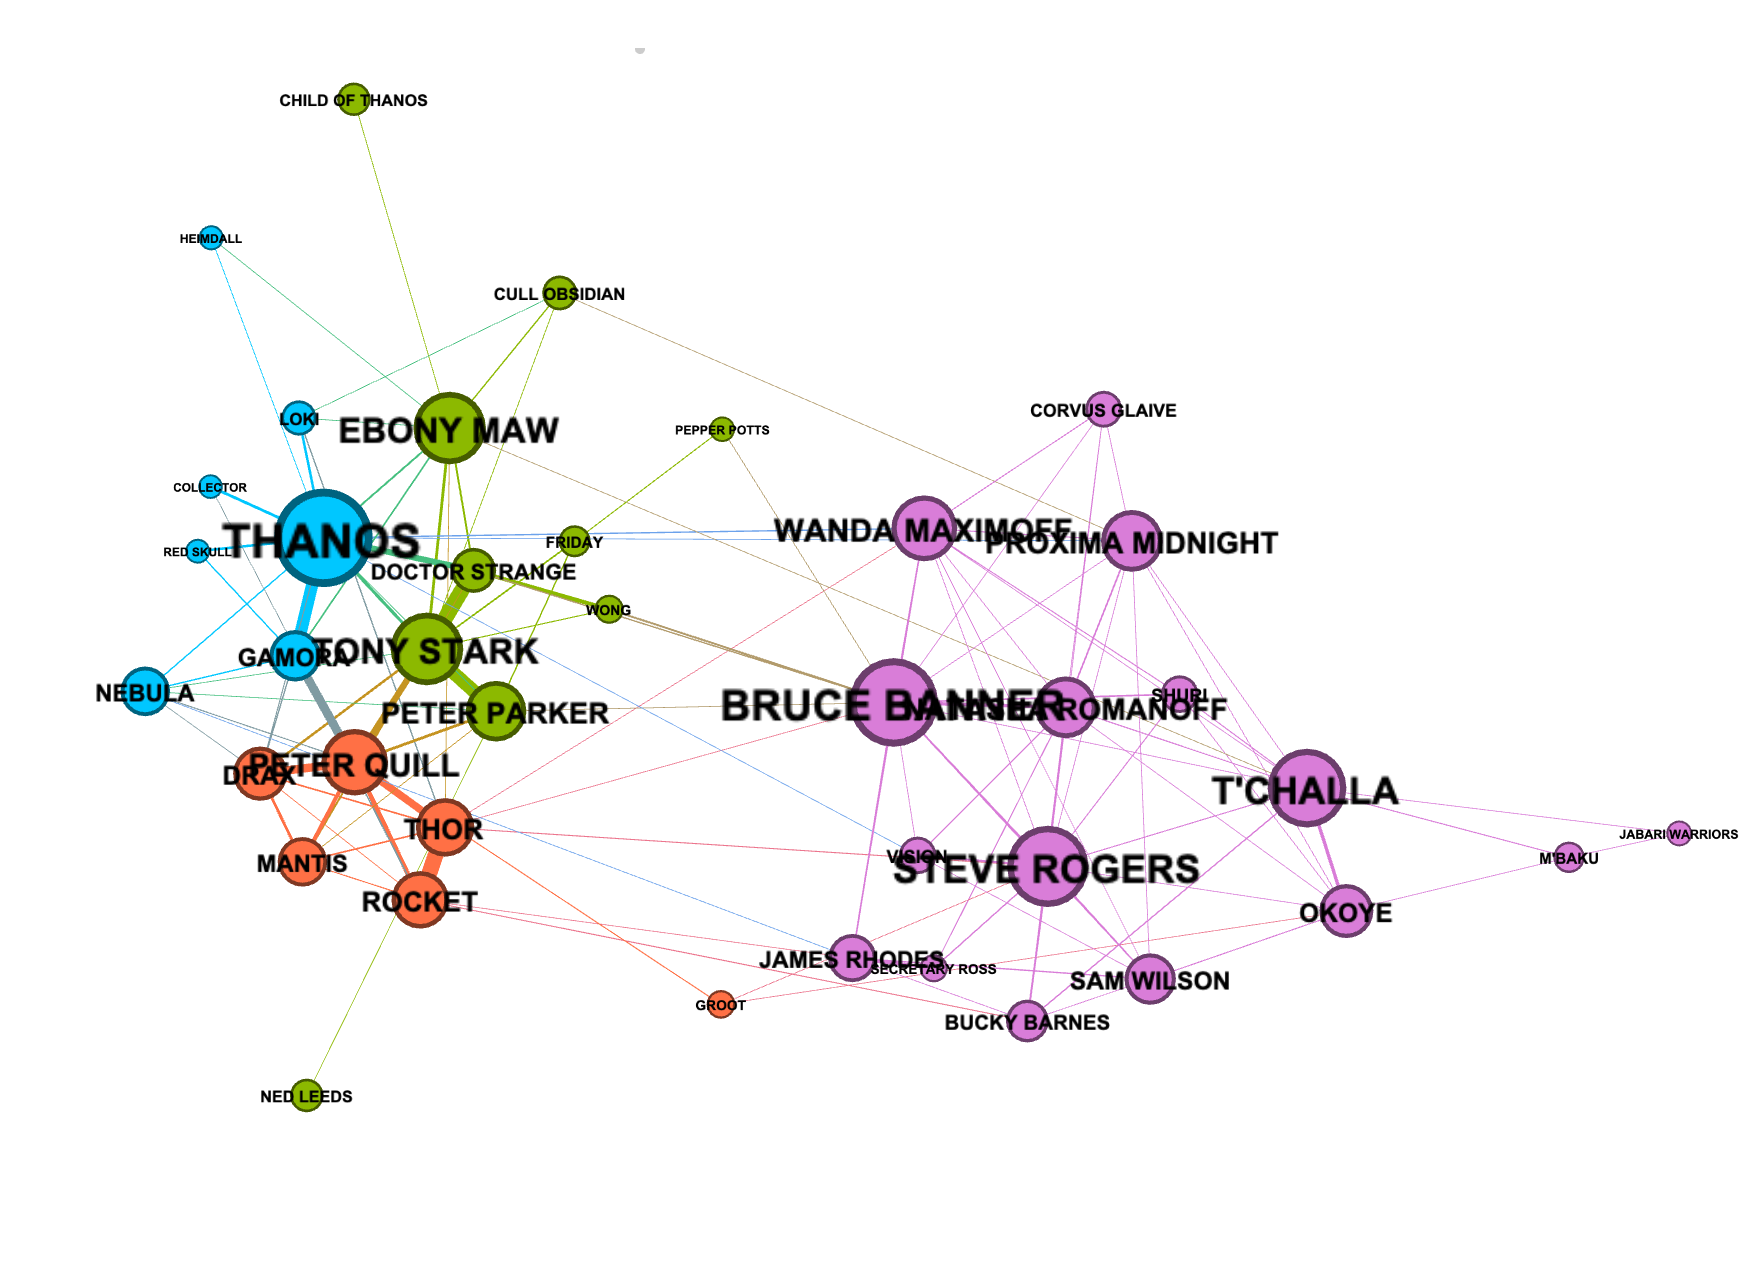 CHILD OF THANOS
HEIMDALL
CULL OBSIDIAN
LOKI
EBONY MAW
PEPPER POTTS
CORVUS GLAIVE
COLLECTOR
THANOS
RED SKULL
FRIDAY
WANDA MAXIMOFF
PROXIMA MIDNIGHT
DOCTOR STRANGE
WONG
GAMORA
TONY STARK
NEBULA
PETER PARKER
BRUCE BANNER
NATASHA ROMANOFF
SHURI
DRAX
PETER QUILL
T'CHALLA
THOR
JABARI WARRIORS
MANTIS
VISION
STEVE ROGERS
M'BAKU
ROCKET
OKOYE
JAMES RHODES
SECRETARY ROSS
SAM WILSON
GROOT
BUCKY BARNES
NED LEEDS